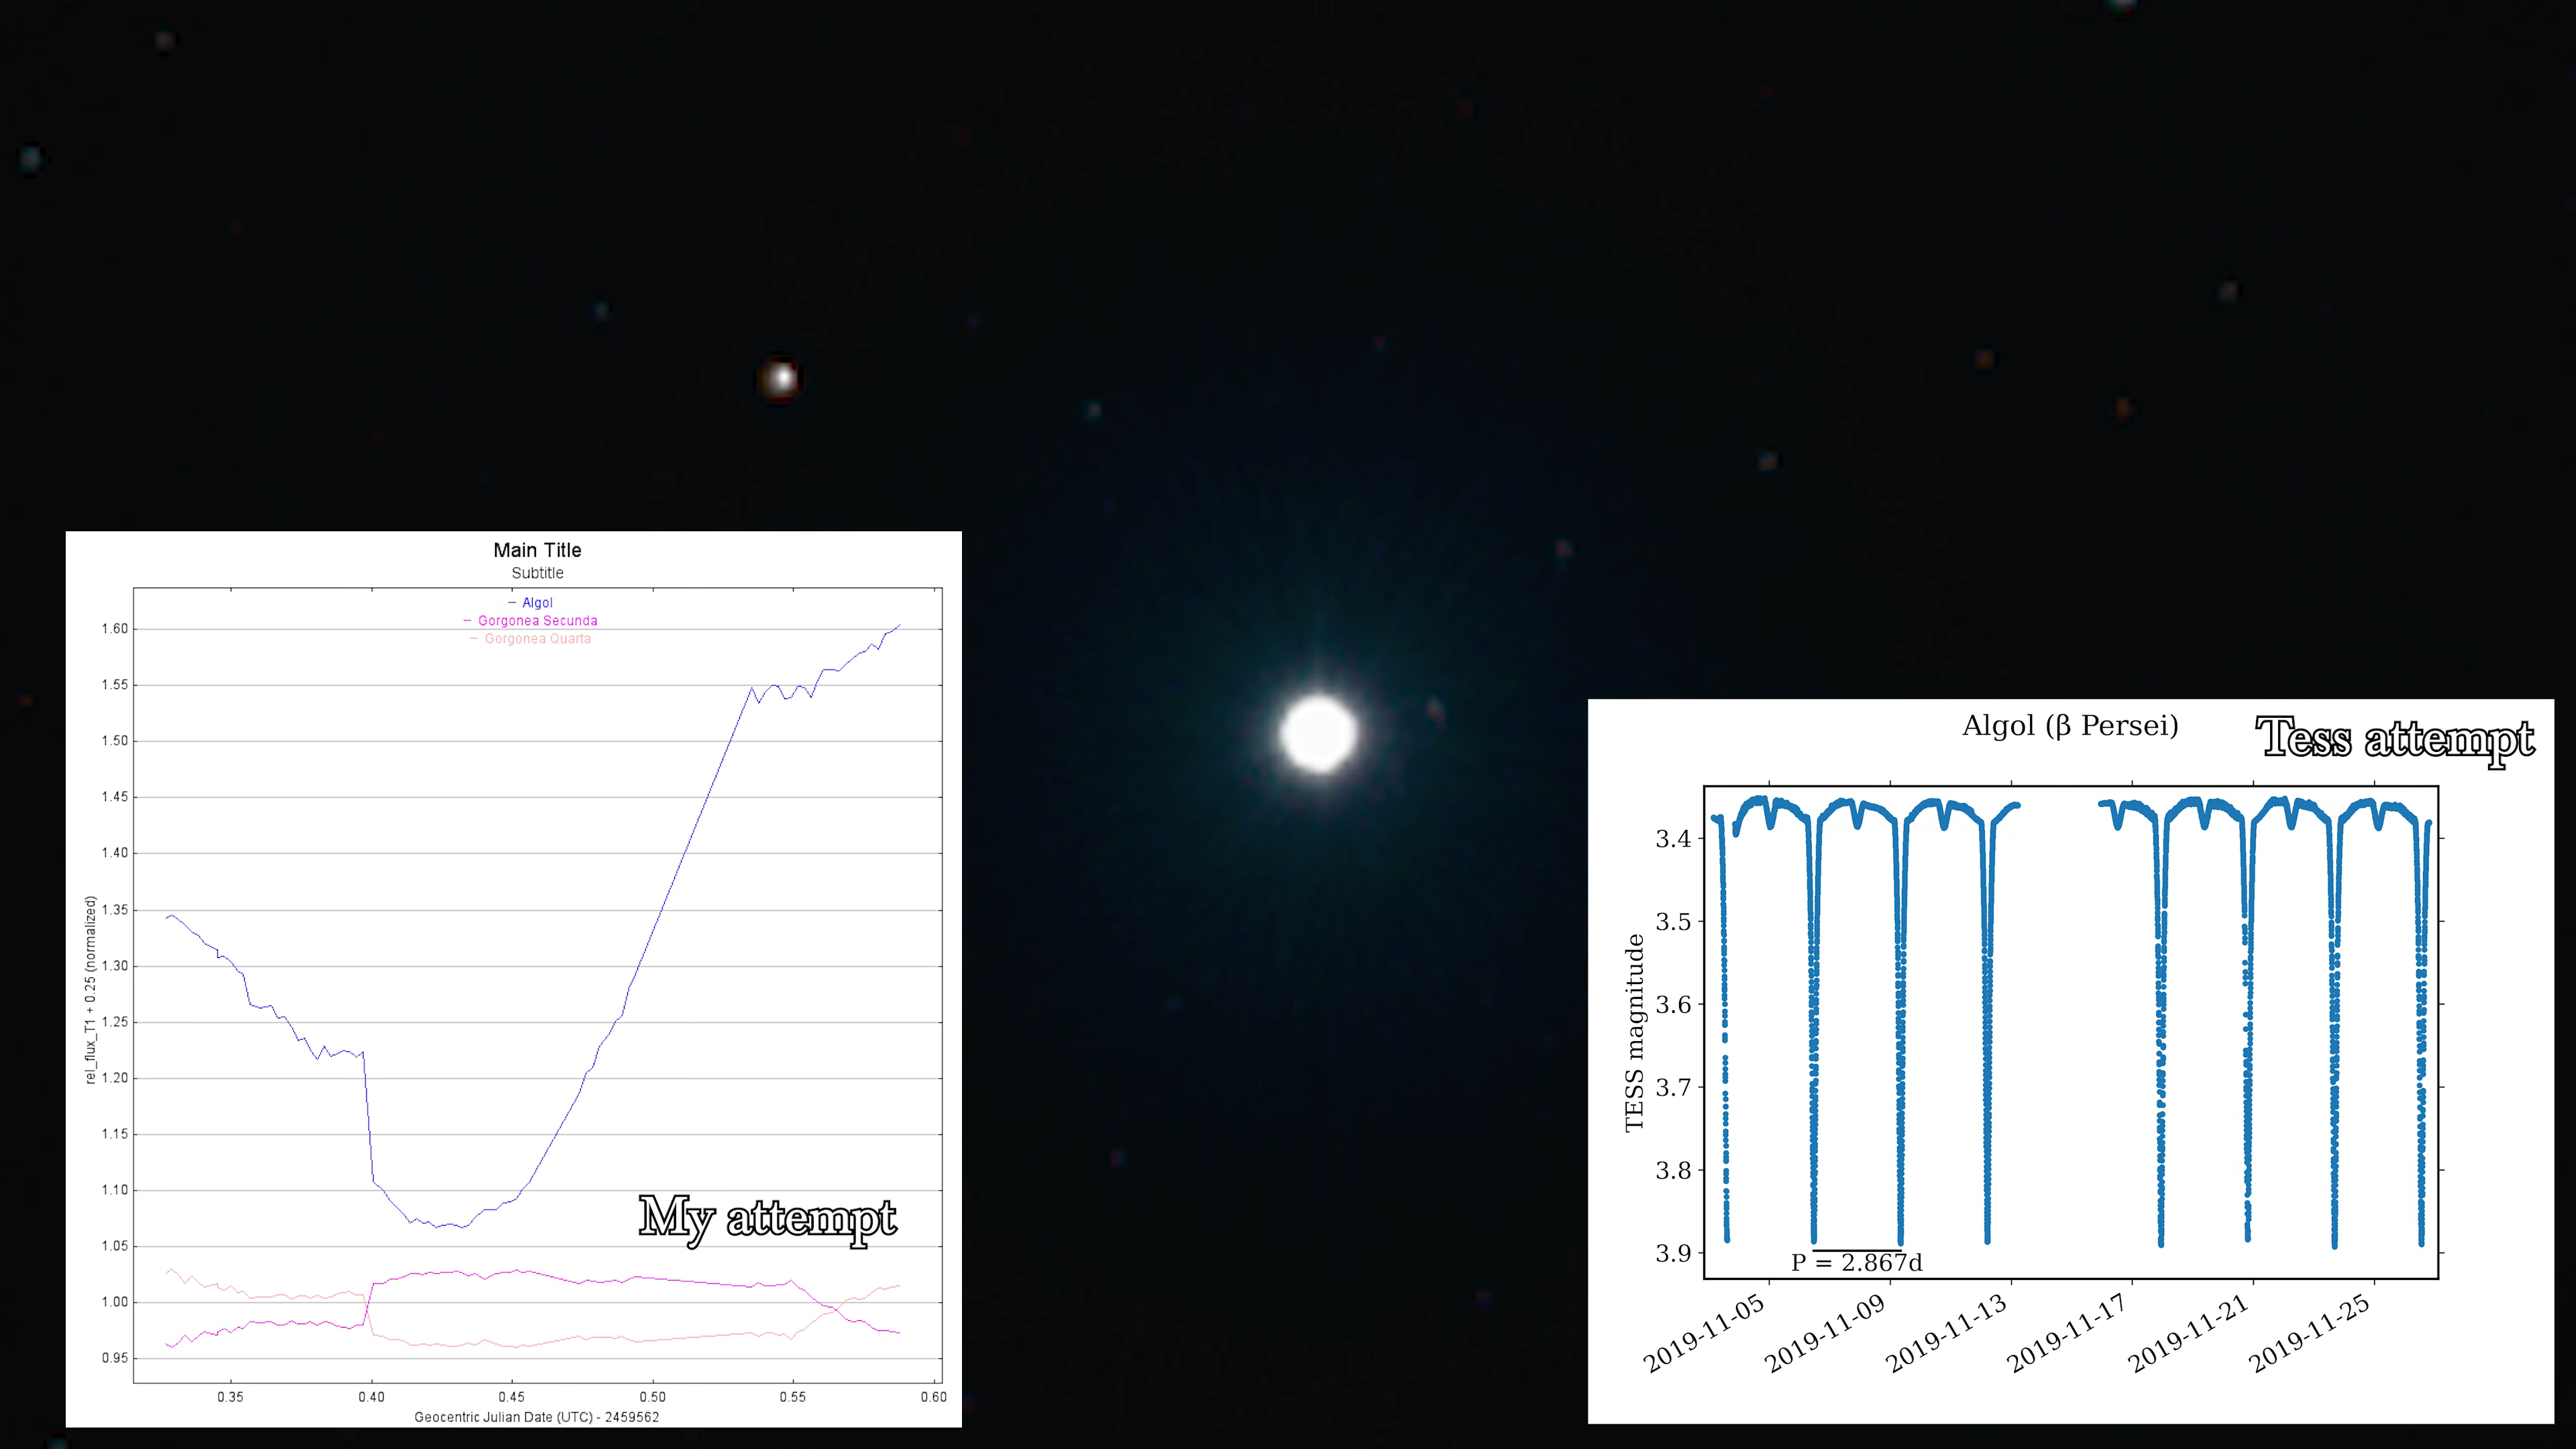 Main Title
Subtitle
— Algol
— Gorgonea Secunda
— Gorgonea Quarta
1.60
1.55
1.50
1.45
1.40
1.35
1.30
1.25
1.20
1.15
1.10
1.05
1.00
0.95
rel_flux_T1 + 0.25 (normalized)
0.35 0.40 0.45 0.50 0.55 0.60
Geocentric Julian Date (UTC) - 2459562
My attempt
Algol (β Persei)
Tess attempt
3.4
3.5
3.6
3.7
3.8
3.9
TESS magnitude
P = 2.867d
2019-11-05 2019-11-09 2019-11-13 2019-11-17 2019-11-21 2019-11-25